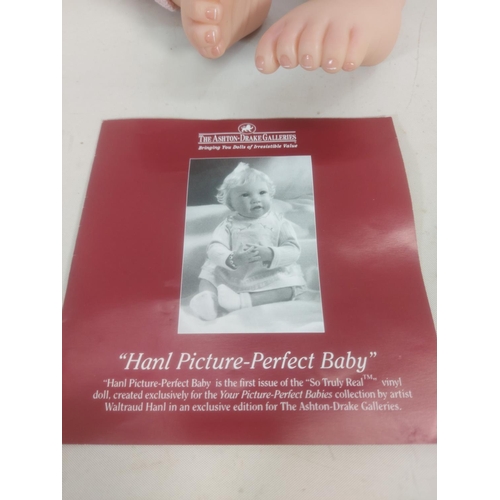 THE ASHTON-DRAKE GALLERIES
Bringing You Dolls of Irresistible Value
"Hanl Picture-Perfect Baby"
"Hanl Picture-Perfect Baby is the first issue of the "So Truly Real™" vinyl
doll, created exclusively for the Your Picture-Perfect Babies collection by artist
Waltraud Hanl in an exclusive edition for The Ashton-Drake Galleries.